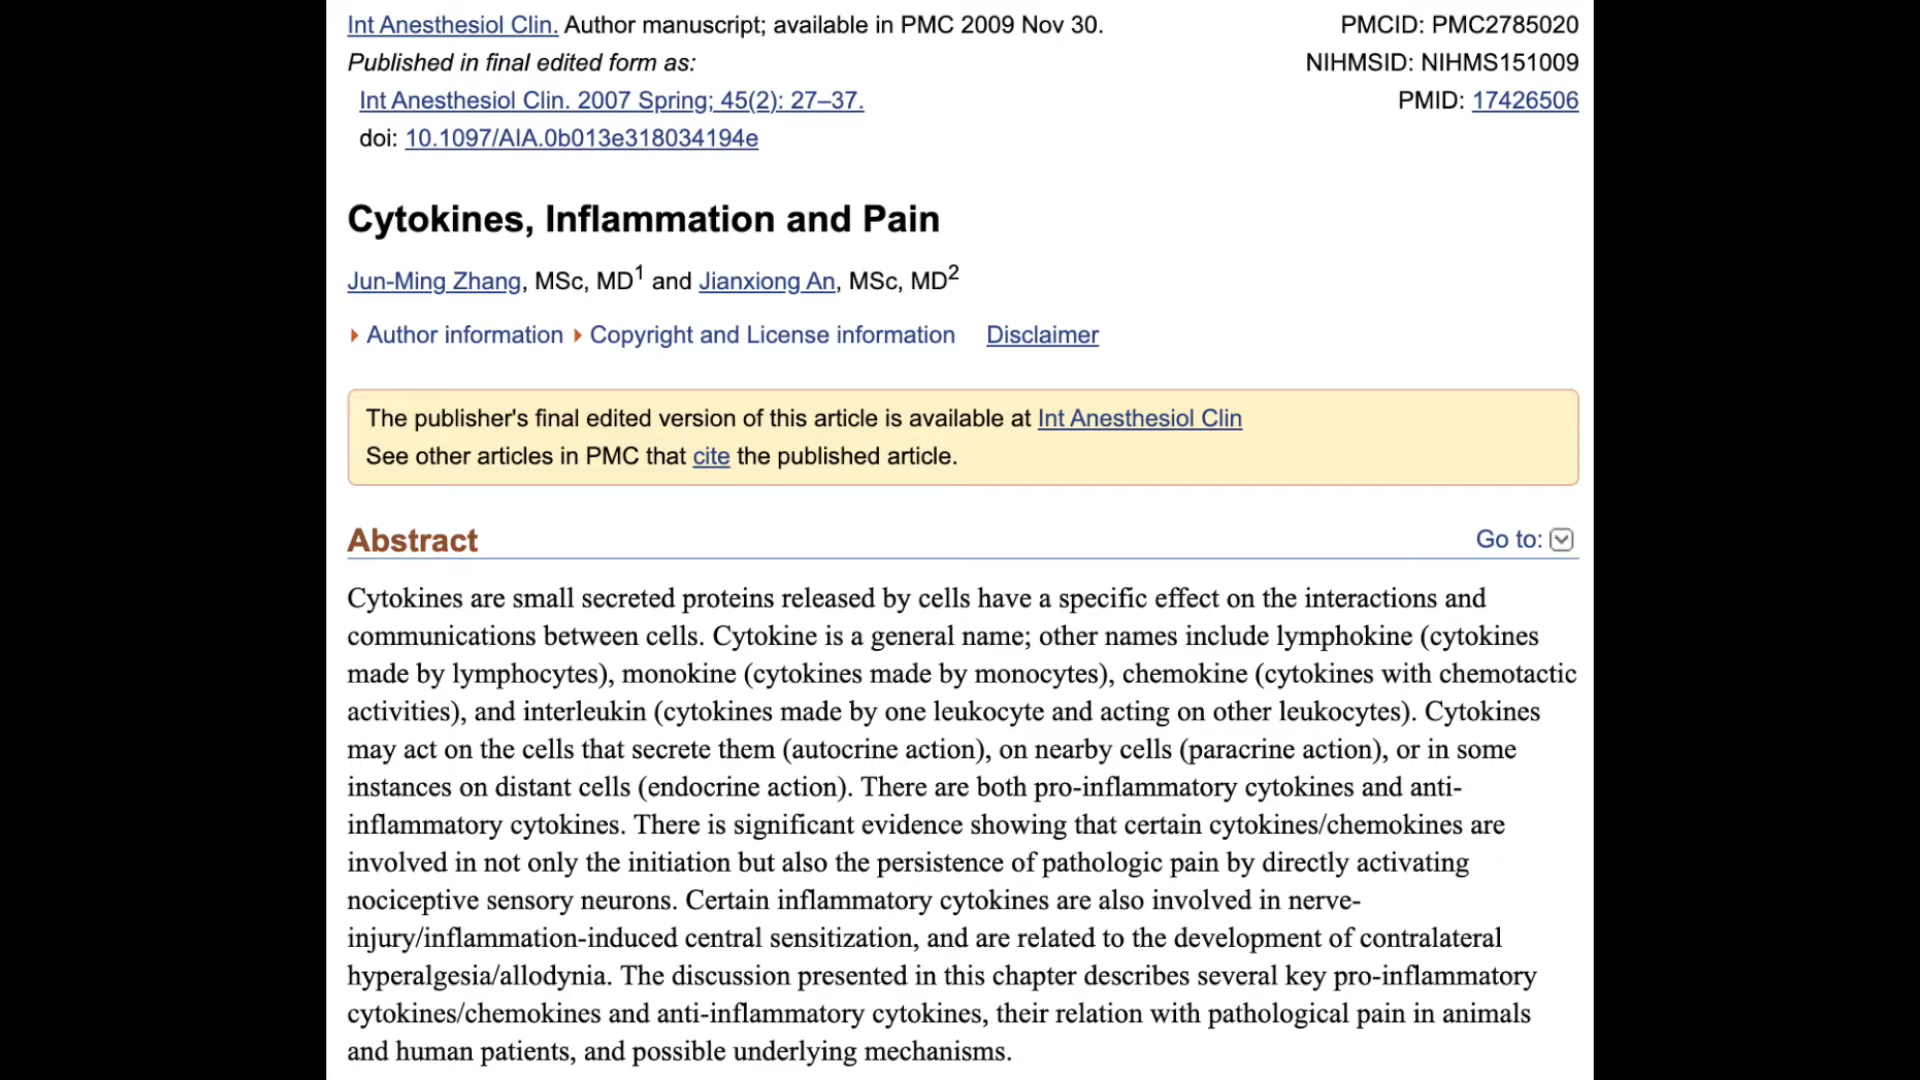 Int Anesthesiol Clin. Author manuscript; available in PMC 2009 Nov 30.
Published in final edited form as:
Int Anesthesiol Clin. 2007 Spring; 45(2): 27–37.
doi: 10.1097/AIA.0b013e318034194e
PMCID: PMC2785020
NIHMSID: NIHMS151009
PMID: 17426506
Cytokines, Inflammation and Pain
Jun-Ming Zhang, MSc, MD1 and Jianxiong An, MSc, MD2
Author information Copyright and License information Disclaimer
The publisher's final edited version of this article is available at Int Anesthesiol Clin
See other articles in PMC that cite the published article.
Abstract
Go to:
Cytokines are small secreted proteins released by cells have a specific effect on the interactions and
communications between cells. Cytokine is a general name; other names include lymphokine (cytokines
made by lymphocytes), monokine (cytokines made by monocytes), chemokine (cytokines with chemotactic
activities), and interleukin (cytokines made by one leukocyte and acting on other leukocytes). Cytokines
may act on the cells that secrete them (autocrine action), on nearby cells (paracrine action), or in some
instances on distant cells (endocrine action). There are both pro-inflammatory cytokines and anti-
inflammatory cytokines. There is significant evidence showing that certain cytokines/chemokines are
involved in not only the initiation but also the persistence of pathologic pain by directly activating
nociceptive sensory neurons. Certain inflammatory cytokines are also involved in nerve-
injury/inflammation-induced central sensitization, and are related to the development of contralateral
hyperalgesia/allodynia. The discussion presented in this chapter describes several key pro-inflammatory
cytokines/chemokines and anti-inflammatory cytokines, their relation with pathological pain in animals
and human patients, and possible underlying mechanisms.